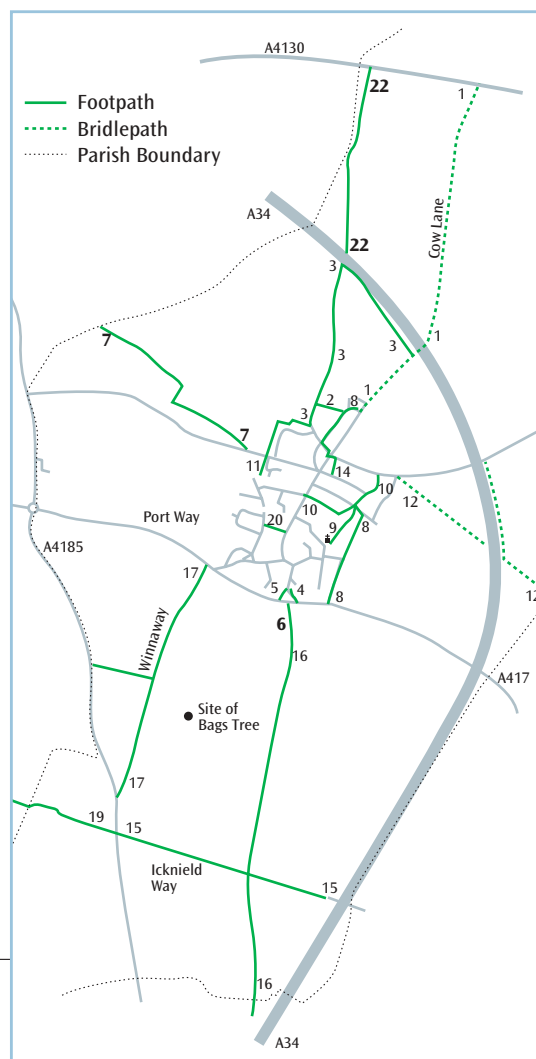 A4130
22
1
Footpath
Bridlepath
Parish Boundary
A34
Cow Lane
22
3
1
3
3
7
1
2
8
3
7
11
14
10
12
10
Port Way
20
9
8
A4185
17
5
4
8
12
6
16
Winnaway
A417
Site of
Bags Tree
17
19
15
Icknield
Way
15
16
A34